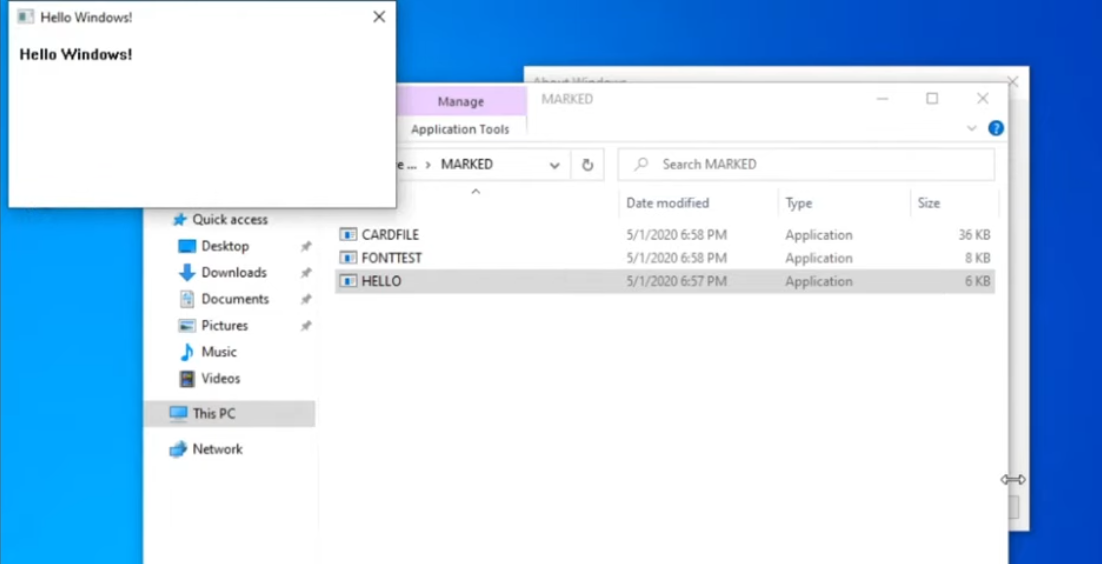 Hello Windows!
Hello Windows!
About Windows
Manage
MARKED
Application Tools
?
... › MARKED
Search MARKED
Date modified Type Size
Quick access
Desktop
Downloads
Documents
Pictures
Music
Videos
This PC
Network
CARDFILE 5/1/2020 6:58 PM Application 36 KB
FONTTEST 5/1/2020 6:58 PM Application 8 KB
HELLO 5/1/2020 6:57 PM Application 6 KB